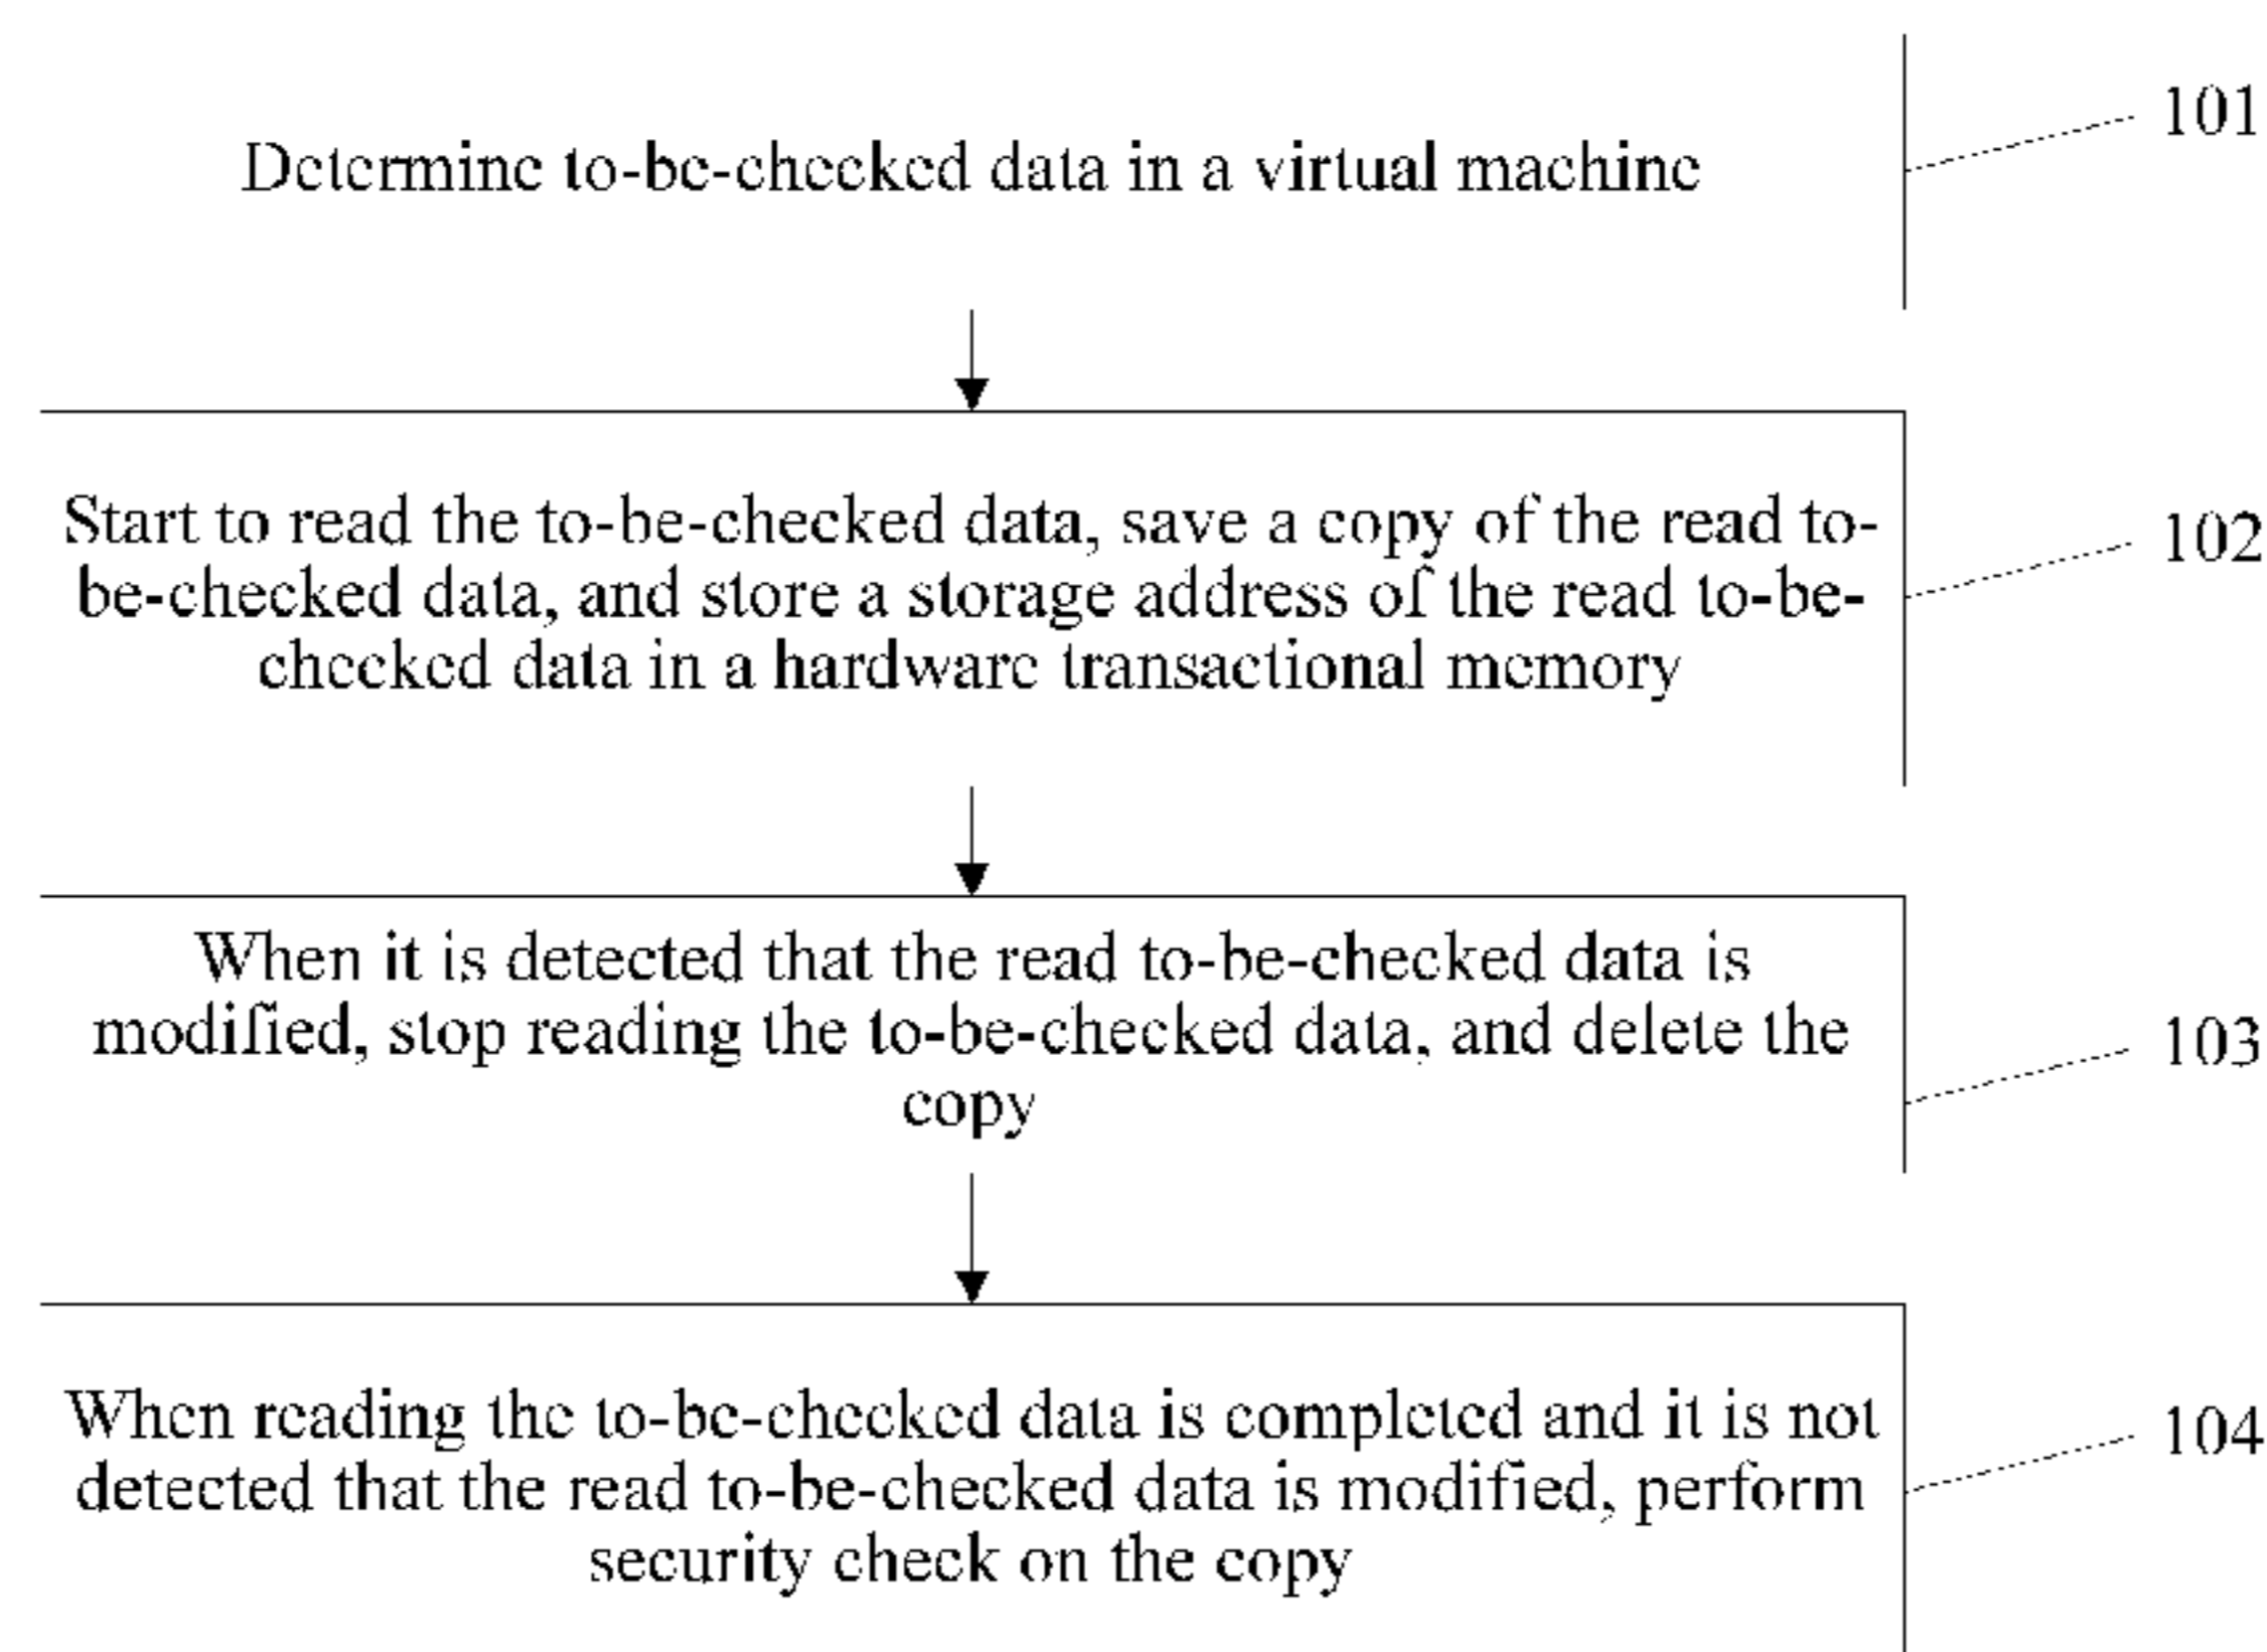 Determine to-be-checked data in a virtual machine
101
Start to read the to-be-checked data, save a copy of the read to-
be-checked data, and store a storage address of the read to-be-
checked data in a hardware transactional memory
102
When it is detected that the read to-be-checked data is
modified, stop reading the to-be-checked data, and delete the
copy
103
When reading the to-be-checked data is completed and it is not
detected that the read to-be-checked data is modified, perform
security check on the copy
104